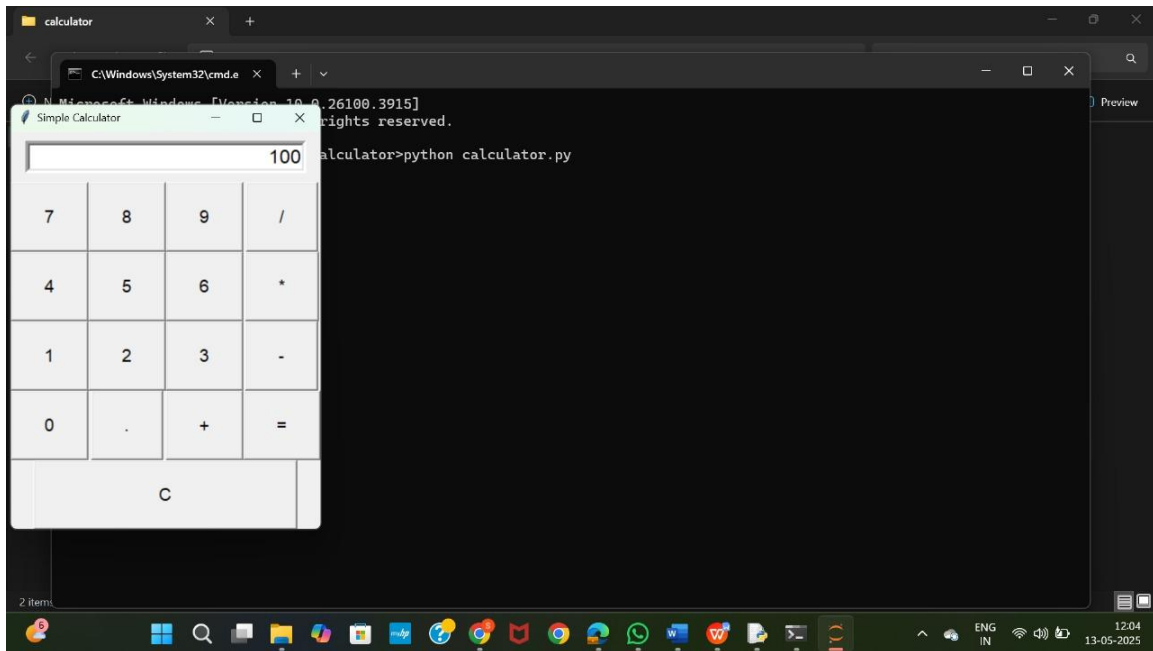 calculator
C:\Windows\System32\cmd.e
Microsoft Windows [Version 10.0.26100.3915]
rights reserved.
Preview
Simple Calculator
100
alculator>python calculator.py
7 8 9 /
4 5 6 *
1 2 3 -
0 . + =
C
2 items
6
ENG
IN
12:04
13-05-2025